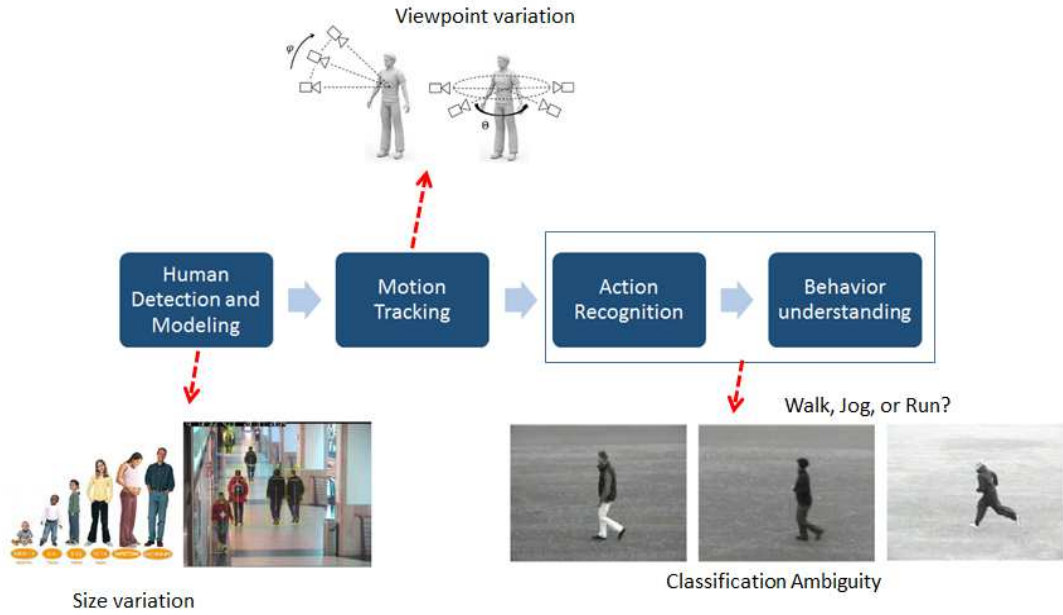 Viewpoint variation
φ
Θ
Human
Detection and
Modeling
Motion
Tracking
Action
Recognition
Behavior
understanding
Walk, Jog, or Run?
Classification Ambiguity
Size variation